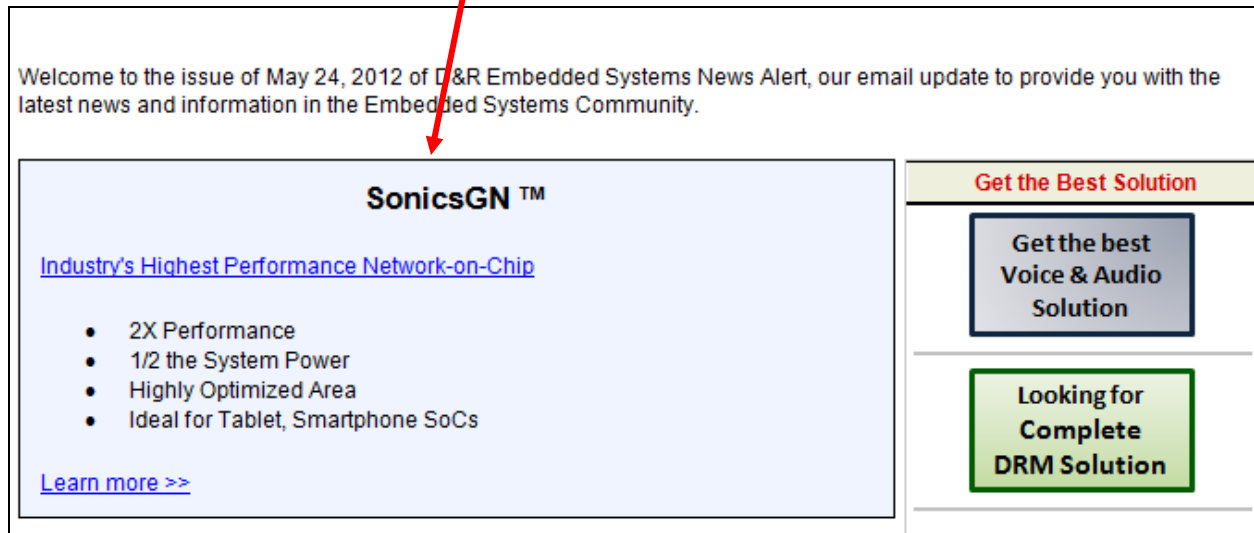 Welcome to the issue of May 24, 2012 of D&R Embedded Systems News Alert, our email update to provide you with the
latest news and information in the Embedded Systems Community.
SonicsGN ™
Industry's Highest Performance Network-on-Chip
• 2X Performance
• 1/2 the System Power
• Highly Optimized Area
• Ideal for Tablet, Smartphone SoCs
Learn more >>
Get the Best Solution
Get the best
Voice & Audio
Solution
Looking for
Complete
DRM Solution